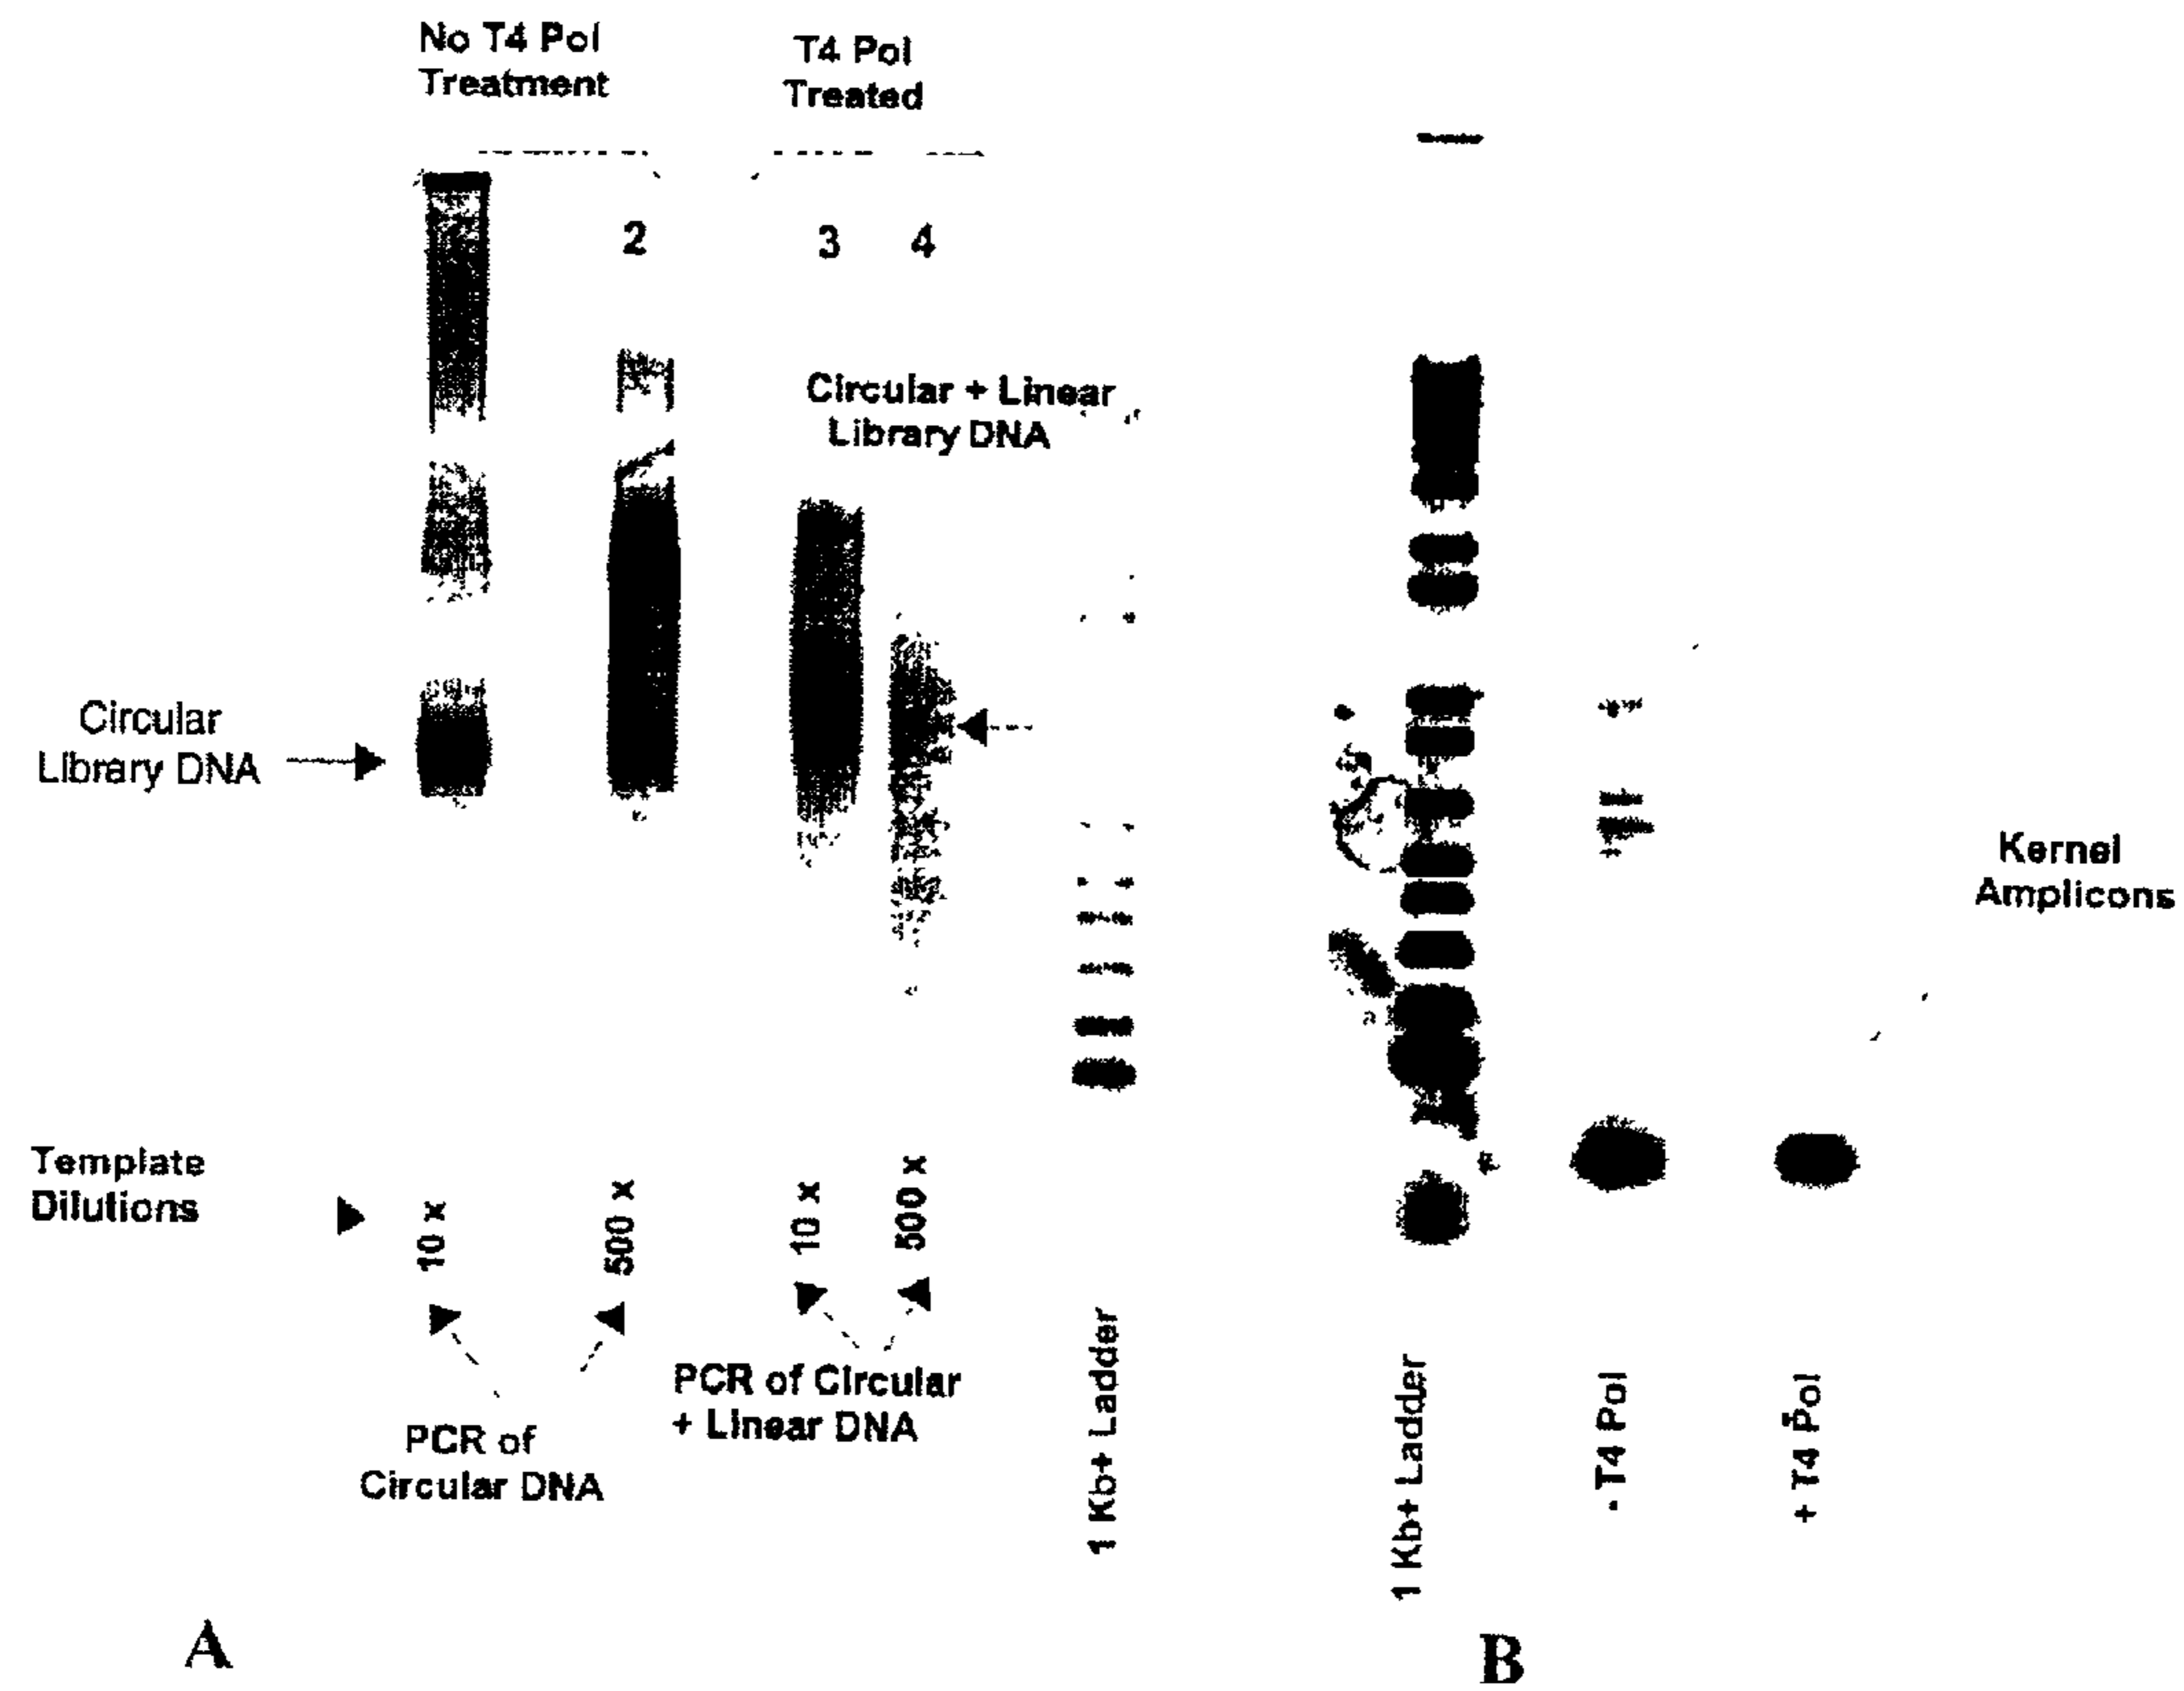 No T4 Pol
Treatment
T4 Pol
Treated
2
3
4
Circular + Linear
Library DNA
Circular
Library DNA
Kernel
Amplicons
Template
Dilutions
10 x
500 x
10 x
500 x
PCR of
Circular DNA
PCR of Circular
+ Linear DNA
1 Kb+ Ladder
1 Kb+ Ladder
- T4 Pol
+ T4 Pol
A
B